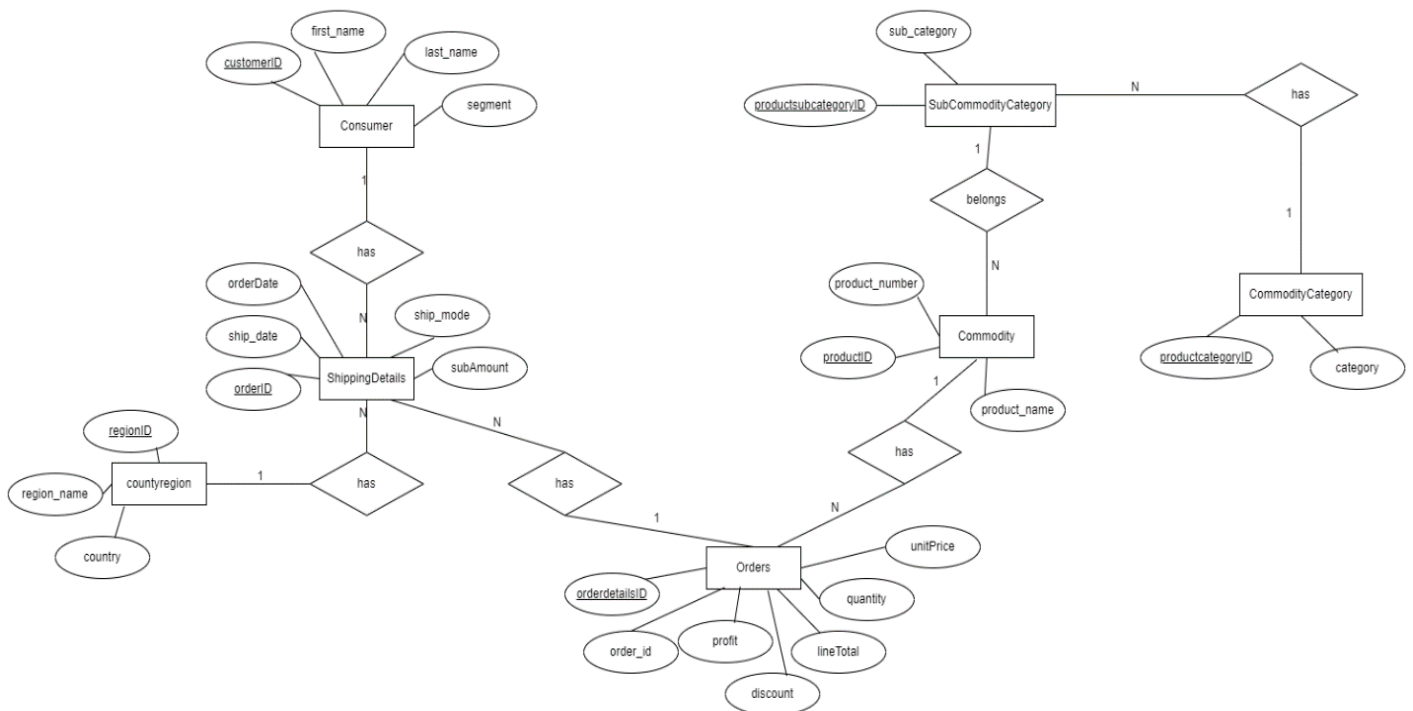 first_name
sub_category
last_name
customerID
segment
productsubcategoryID
SubCommodityCategory
N
has
Consumer
1
1
belongs
1
has
N
product_number
orderDate
ship_mode
CommodityCategory
N
ship_date
Commodity
productID
productcategoryID
category
subAmount
ShippingDetails
orderID
1
product_name
N
N
regionID
has
region_name
countyregion
1
has
has
country
N
1
Orders
unitPrice
orderdetailsID
quantity
order_id
profit
lineTotal
discount